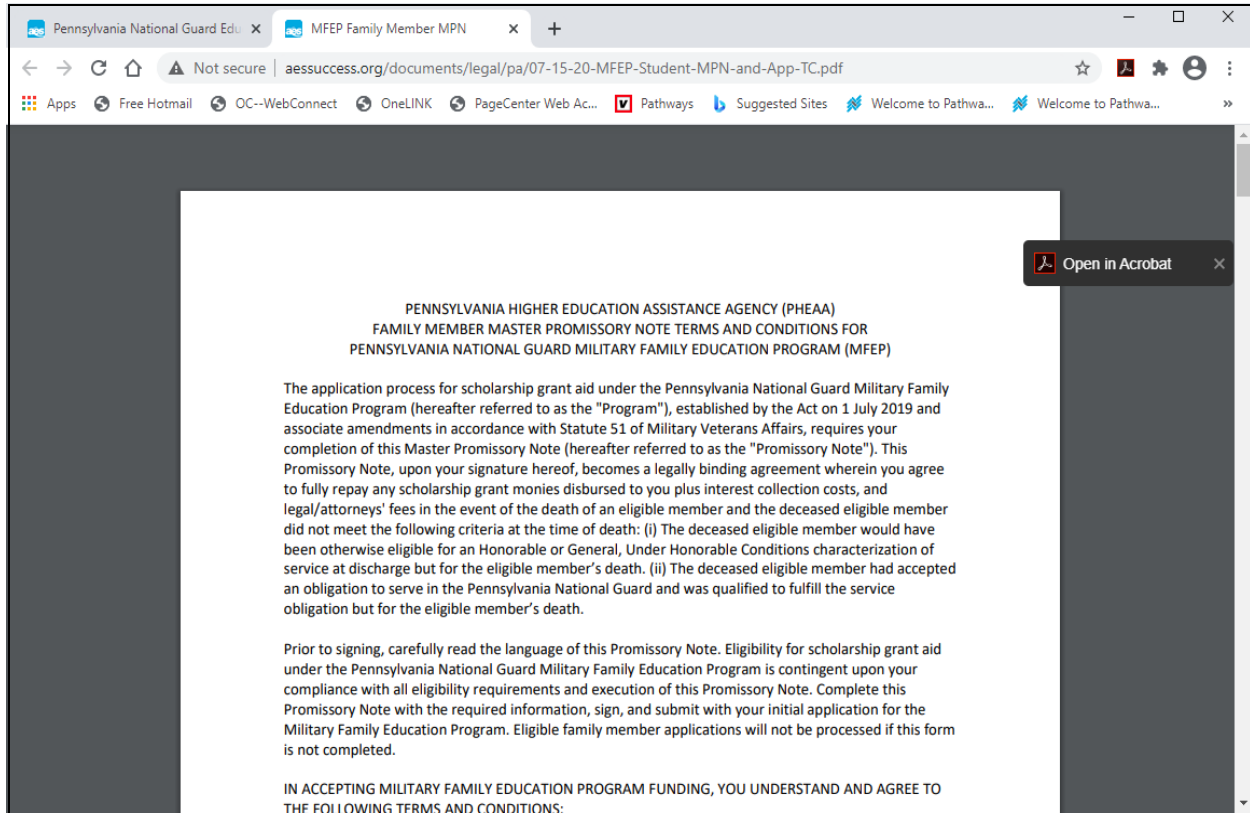 aes Pennsylvania National Guard Edu
aes MFEP Family Member MPN
Not secure | aessuccess.org/documents/legal/pa/07-15-20-MFEP-Student-MPN-and-App-TC.pdf
Apps Free Hotmail OC--WebConnect OneLINK PageCenter Web Ac... V Pathways Suggested Sites Welcome to Pathwa... Welcome to Pathwa... »
Open in Acrobat
PENNSYLVANIA HIGHER EDUCATION ASSISTANCE AGENCY (PHEAA)
FAMILY MEMBER MASTER PROMISSORY NOTE TERMS AND CONDITIONS FOR
PENNSYLVANIA NATIONAL GUARD MILITARY FAMILY EDUCATION PROGRAM (MFEP)
The application process for scholarship grant aid under the Pennsylvania National Guard Military Family
Education Program (hereafter referred to as the "Program"), established by the Act on 1 July 2019 and
associate amendments in accordance with Statute 51 of Military Veterans Affairs, requires your
completion of this Master Promissory Note (hereafter referred to as the "Promissory Note"). This
Promissory Note, upon your signature hereof, becomes a legally binding agreement wherein you agree
to fully repay any scholarship grant monies disbursed to you plus interest collection costs, and
legal/attorneys' fees in the event of the death of an eligible member and the deceased eligible member
did not meet the following criteria at the time of death: (i) The deceased eligible member would have
been otherwise eligible for an Honorable or General, Under Honorable Conditions characterization of
service at discharge but for the eligible member’s death. (ii) The deceased eligible member had accepted
an obligation to serve in the Pennsylvania National Guard and was qualified to fulfill the service
obligation but for the eligible member’s death.
Prior to signing, carefully read the language of this Promissory Note. Eligibility for scholarship grant aid
under the Pennsylvania National Guard Military Family Education Program is contingent upon your
compliance with all eligibility requirements and execution of this Promissory Note. Complete this
Promissory Note with the required information, sign, and submit with your initial application for the
Military Family Education Program. Eligible family member applications will not be processed if this form
is not completed.
IN ACCEPTING MILITARY FAMILY EDUCATION PROGRAM FUNDING, YOU UNDERSTAND AND AGREE TO
THE FOLLOWING TERMS AND CONDITIONS: